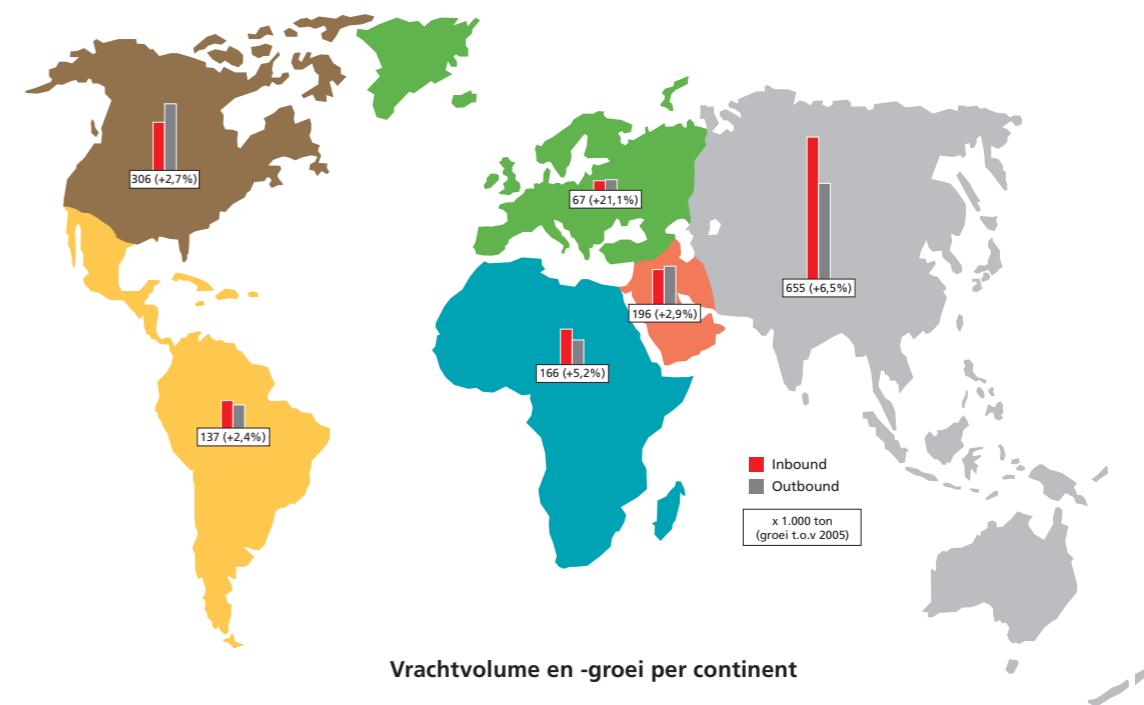 306 (+2,7%)
67 (+21,1%)
655 (+6,5%)
196 (+2,9%)
166 (+5,2%)
137 (+2,4%)
Inbound
Outbound
x 1.000 ton
(groei t.o.v 2005)
Vrachtvolume en -groei per continent